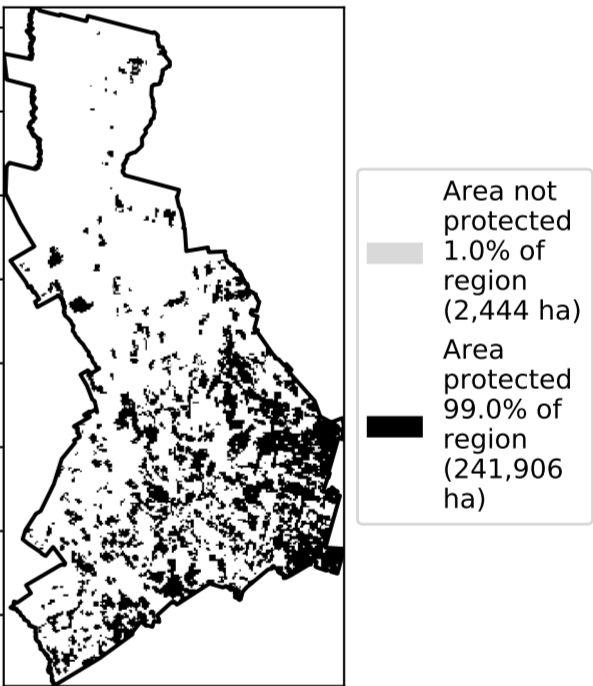 Area not
protected
1.0% of
region
(2,444 ha)
Area
protected
99.0% of
region
(241,906
ha)